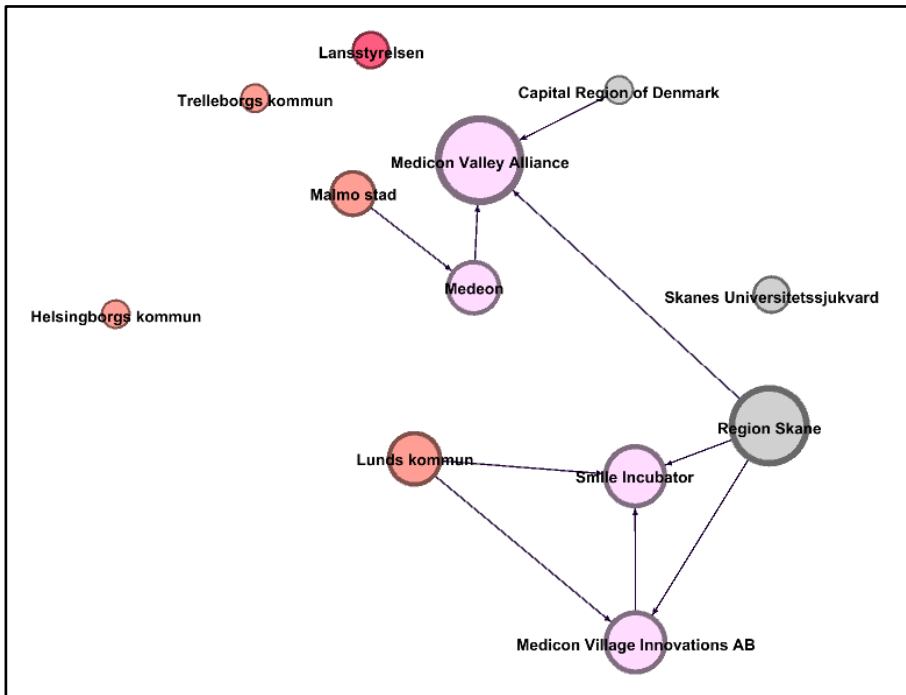 Lansstyrelsen
Trelleborgs kommun
Capital Region of Denmark
Medicon Valley Alliance
Malmo stad
Medeon
Skanes Universitetssjukvard
Helsingborgs kommun
Region Skane
Lunds kommun
Smile Incubator
Medicon Village Innovations AB